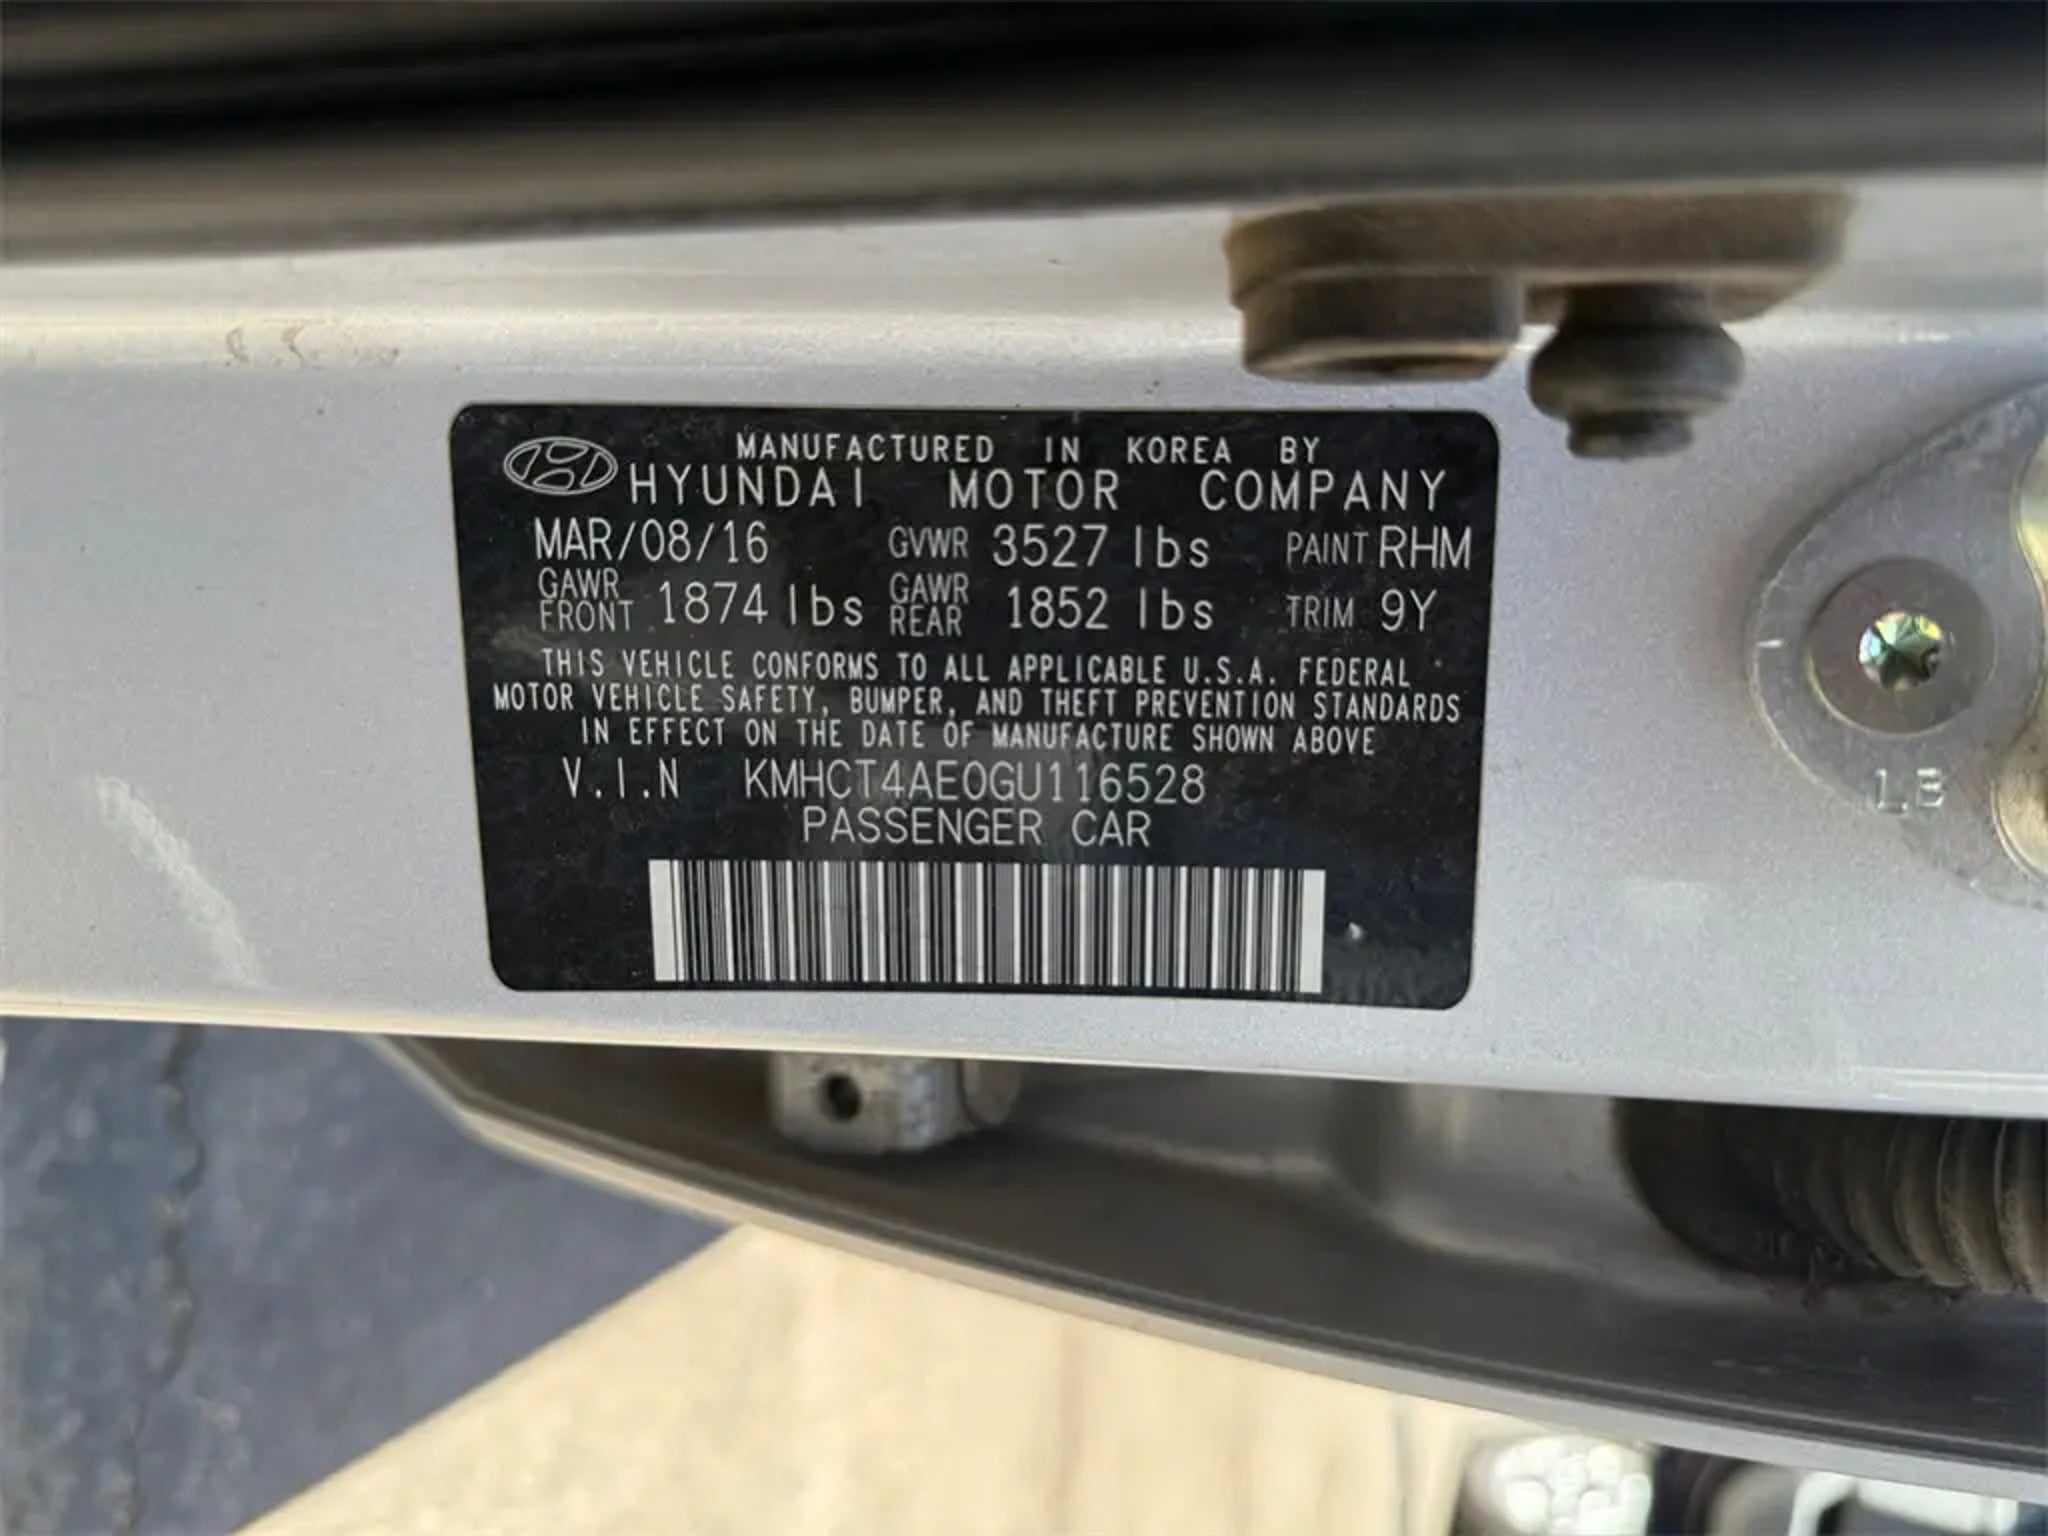 MANUFACTURED IN KOREA BY
HYUNDAI MOTOR COMPANY
MAR/08/16 GVWR 3527 lbs PAINT RHM
GAWR FRONT 1874 lbs GAWR REAR 1852 lbs TRIM 9Y
THIS VEHICLE CONFORMS TO ALL APPLICABLE U.S.A. FEDERAL
MOTOR VEHICLE SAFETY, BUMPER, AND THEFT PREVENTION STANDARDS
IN EFFECT ON THE DATE OF MANUFACTURE SHOWN ABOVE
V.I.N KMHCT4AE0GU116528
PASSENGER CAR
LB